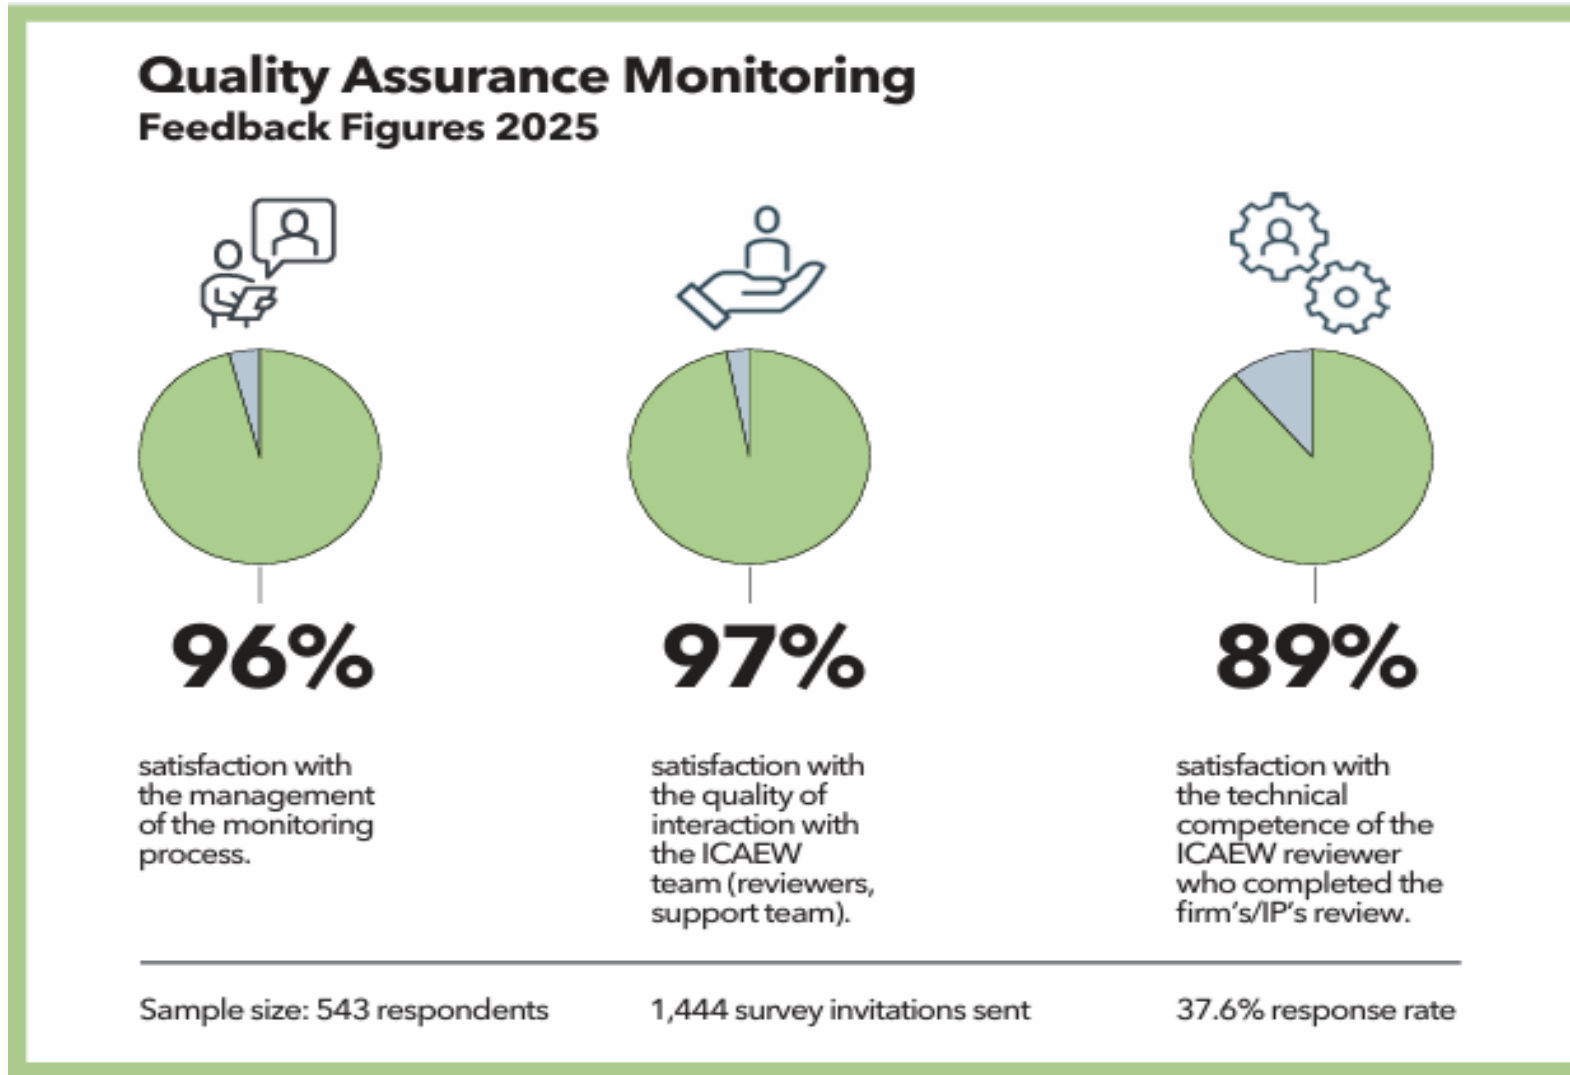 Quality Assurance Monitoring
Feedback Figures 2025
96%
satisfaction with
the management
of the monitoring
process.
97%
satisfaction with
the quality of
interaction with
the ICAEW
team (reviewers,
support team).
89%
satisfaction with
the technical
competence of the
ICAEW reviewer
who completed the
firm's/IP's review.
Sample size: 543 respondents
1,444 survey invitations sent
37.6% response rate